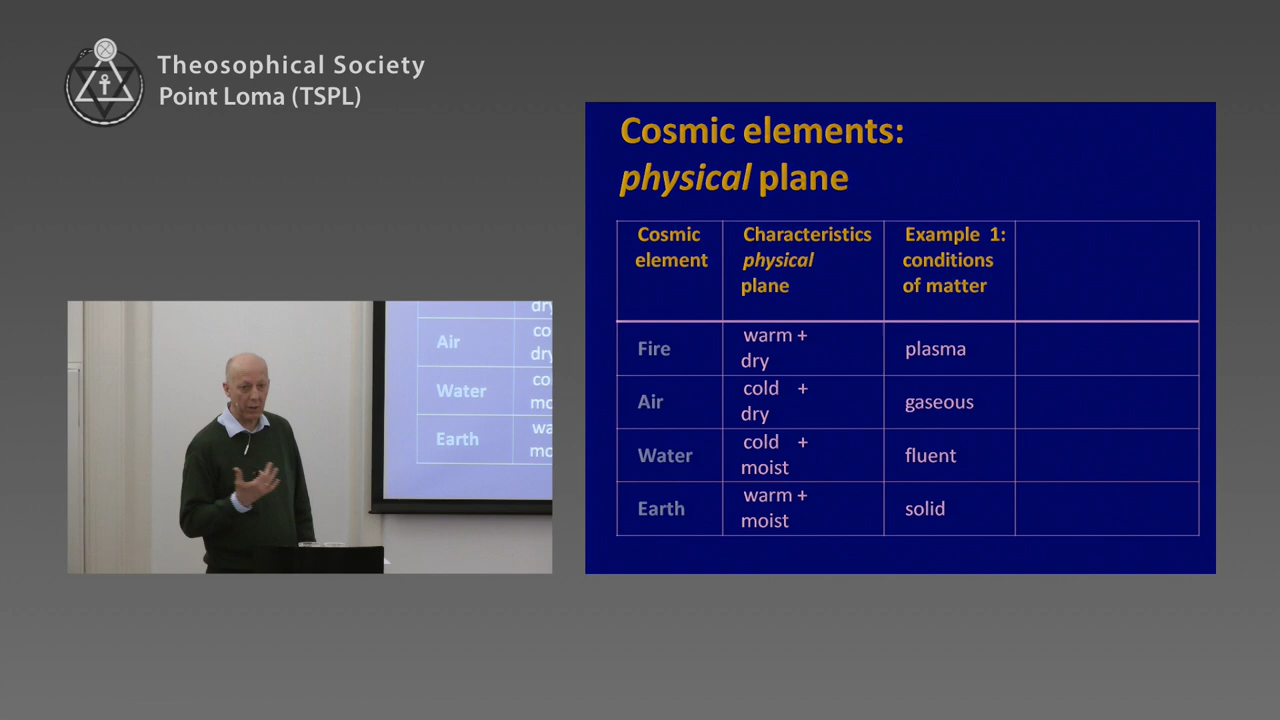 Theosophical Society
Point Loma (TSPL)
Cosmic elements:
physical plane
Cosmic element
Characteristics physical plane
Example 1: conditions of matter
Fire
warm + dry
plasma
Air
cold + dry
gaseous
Water
cold + moist
fluent
Earth
warm + moist
solid
Air
Water
Earth